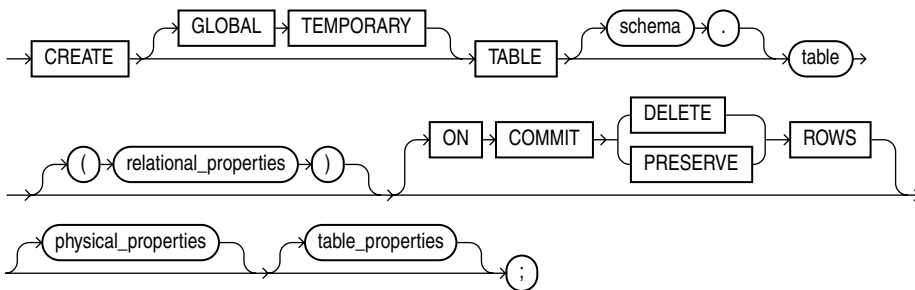 GLOBAL TEMPORARY schema .
CREATE TABLE table
( relational_properties ) ON COMMIT DELETE ROWS
PRESERVE
physical_properties table_properties
;